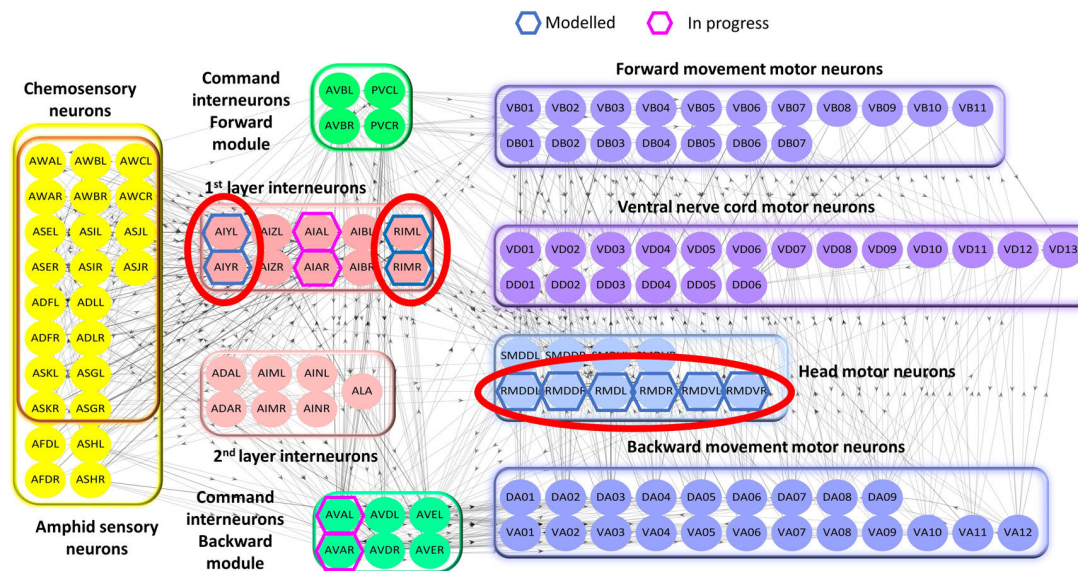 Modelled In progress
Chemosensory
neurons
Command
interneurons
Forward
module
Forward movement motor neurons
AVBL PVCL
AVBR PVCR
VB01 VB02 VB03 VB04 VB05 VB06 VB07 VB08 VB09 VB10 VB11
DB01 DB02 DB03 DB04 DB05 DB06 DB07
AWAL AWBL AWCL
AWAR AWBR AWCR
ASEL ASIL ASJL
ASER ASIR ASJR
ADFL ADLL
ADFR ADLR
ASKL ASGL
ASKR ASGR
AFDL ASHL
AFDR ASHR
Amphid sensory
neurons
1st layer interneurons
AIYL AIZL AIAL AIBL RIML
AIYR AIZR AIAR AIBR RIMR
Ventral nerve cord motor neurons
VD01 VD02 VD03 VD04 VD05 VD06 VD07 VD08 VD09 VD10 VD11 VD12 VD13
DD01 DD02 DD03 DD04 DD05 DD06
ADAL AIML AINL
ALA
ADAR AIMR AINR
2nd layer interneurons
SMDDL SMDDR
RMDDL RMDDR RMDL RMDR RMDVL RMDVR
Head motor neurons
Backward movement motor neurons
Command
interneurons
Backward
module
AVAL AVDL AVEL
AVAR AVDR AVER
DA01 DA02 DA03 DA04 DA05 DA06 DA07 DA08 DA09
VA01 VA02 VA03 VA04 VA05 VA06 VA07 VA08 VA09 VA10 VA11 VA12